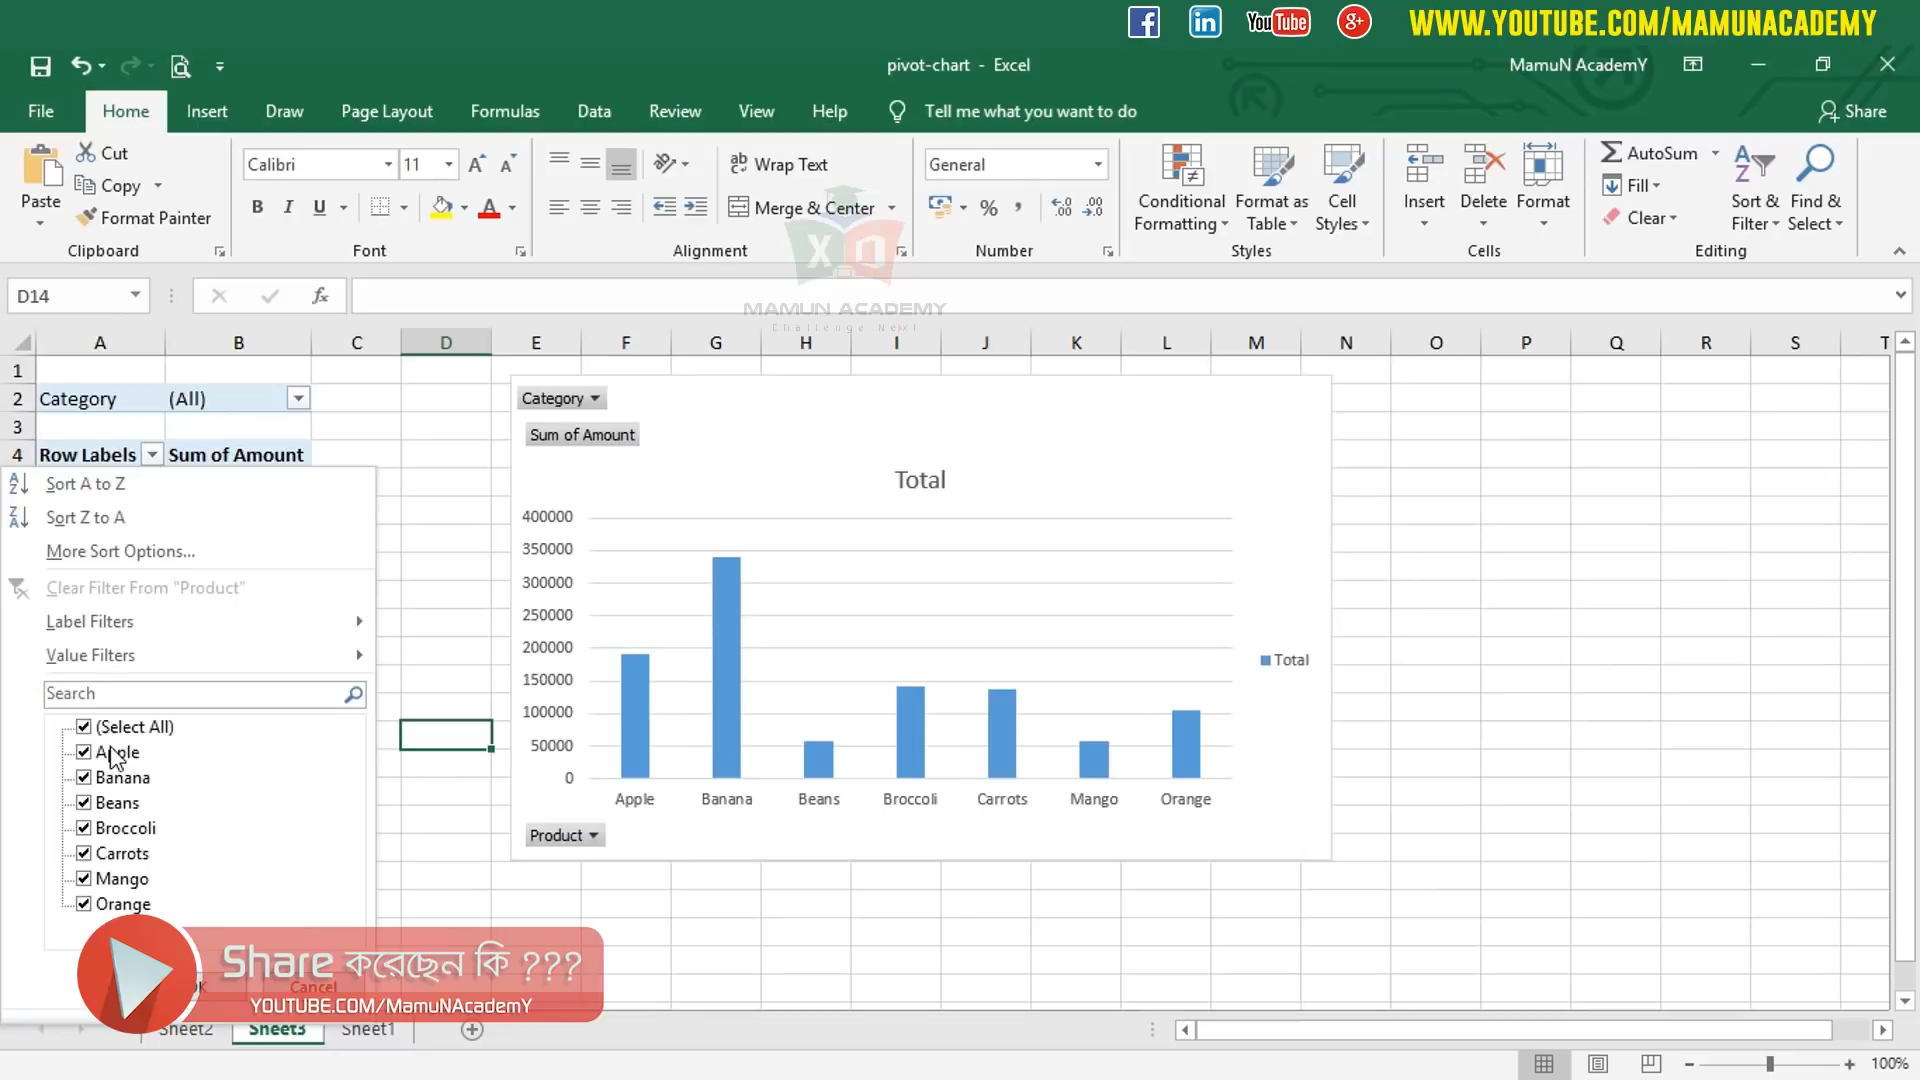 You Tube
g+
WWW.YOUTUBE.COM/MAMUNACADEMY
pivot-chart - Excel
MamuN AcademY
File
Home
Insert
Draw
Page Layout
Formulas
Data
Review
View
Help
Tell me what you want to do
Share
Paste
Cut
Copy
Format Painter
Clipboard
Calibri
11
B I U
Font
Wrap Text
Merge & Center
Alignment
General
%
Number
Conditional Formatting
Format as Table
Cell Styles
Styles
Insert
Delete
Format
Cells
AutoSum
Fill
Clear
Sort & Filter
Find & Select
Editing
MAMUN ACADEMY
Challenge Next
D14
fx
A B C D E F G H I J K L M N O P Q R S T
1
2 Category (All)
3
4 Row Labels Sum of Amount
Sort A to Z
Sort Z to A
More Sort Options...
Clear Filter From "Product"
Label Filters
Value Filters
Search
(Select All)
Apple
Banana
Beans
Broccoli
Carrots
Mango
Orange
Cancel
Category
Sum of Amount
Total
400000
350000
300000
250000
200000
150000
100000
50000
0
Apple Banana Beans Broccoli Carrots Mango Orange
Total
Product
Share করেছেন কি ???
YOUTUBE.COM/MamuNAcademY
Sheet2
Sheet3
Sheet1
100%